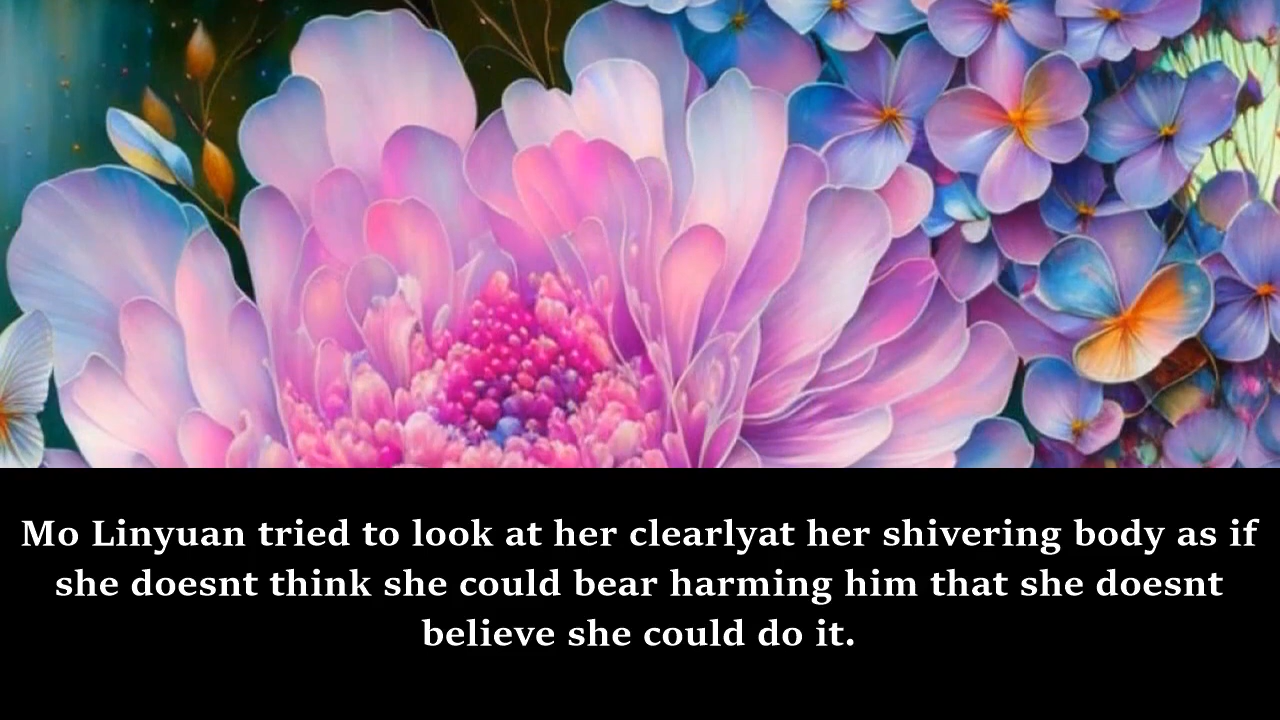 Mo Linyuan tried to look at her clearlyat her shivering body as if
she doesnt think she could bear harming him that she doesnt
believe she could do it.